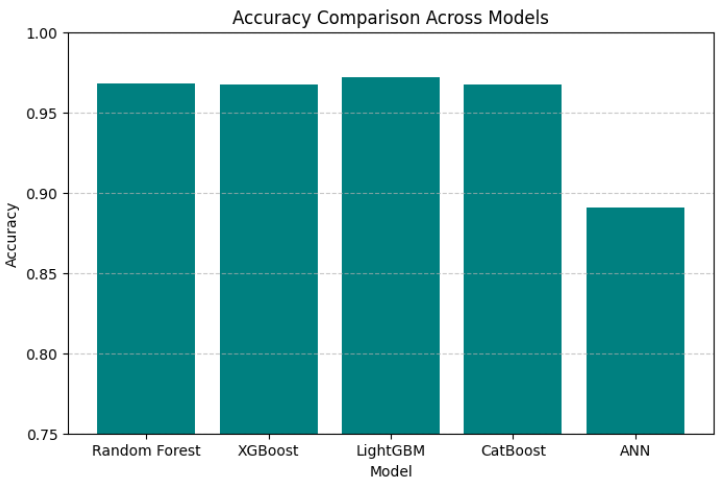 Accuracy Comparison Across Models
1.00
0.95
0.90
0.85
0.80
0.75
Accuracy
Random Forest XGBoost LightGBM CatBoost ANN
Model